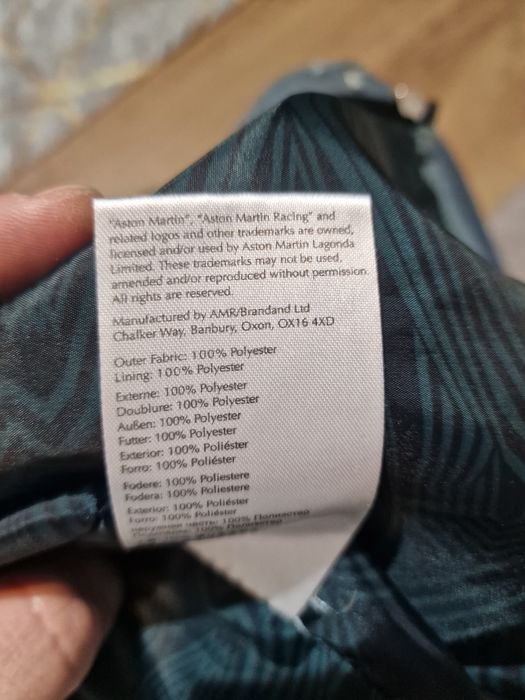 "Aston Martin", "Aston Martin Racing" and
related logos and other trademarks are owned,
licensed and/or used by Aston Martin Lagonda
Limited. These trademarks may not be used,
amended and/or reproduced without permission.
All rights are reserved.
Manufactured by AMR/Brandand Ltd
Chalker Way, Banbury, Oxon, OX16 4XD
Outer Fabric: 100% Polyester
Lining: 100% Polyester
Externe: 100% Polyester
Doublure: 100% Polyester
Außen: 100% Polyester
Futter: 100% Polyester
Exterior: 100% Poliéster
Forro: 100% Poliéster
Fodere: 100% Poliestere
Fodera: 100% Poliestere
Exterior: 100% Poliéster
Forro: 100% Poliéster
100% Полиэстер
100% Полиэстер